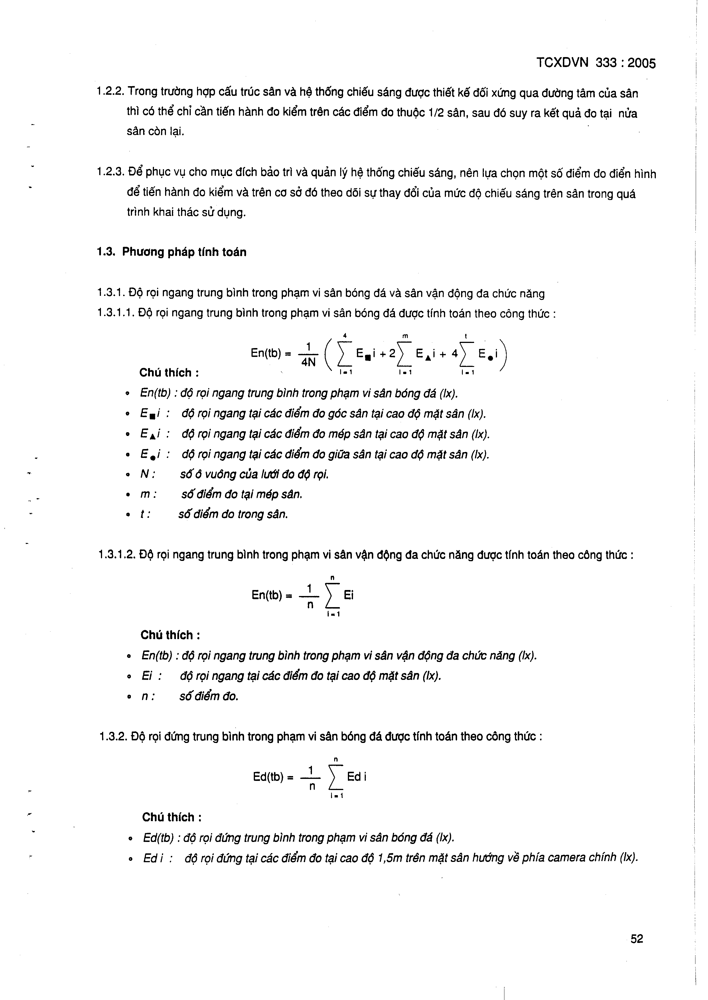 TCXDVN 333 : 2005
1.2.2. Trong trường hợp cấu trúc sân và hệ thống chiếu sáng được thiết kế đối xứng qua đường tâm của sân
thì có thể chỉ cần tiến hành đo kiểm trên các điểm đo thuộc 1/2 sân, sau đó suy ra kết quả đo tại nửa
sân còn lại.
1.2.3. Để phục vụ cho mục đích bảo trì và quản lý hệ thống chiếu sáng, nên lựa chọn một số điểm đo điển hình
để tiến hành đo kiểm và trên cơ sở đó theo dõi sự thay đổi của mức độ chiếu sáng trên sân trong quá
trình khai thác sử dụng.
1.3. Phương pháp tính toán
1.3.1. Độ rọi ngang trung bình trong phạm vi sân bóng đá và sân vận động đa chức năng
1.3.1.1. Độ rọi ngang trung bình trong phạm vi sân bóng đá được tính toán theo công thức :
4 m t
En(tb) = 1/4N ( ∑ E■i + 2∑ E▲i + 4∑ E●i )
i=1 i=1 i=1
Chú thích :
• En(tb) : độ rọi ngang trung bình trong phạm vi sân bóng đá (lx).
• E■i : độ rọi ngang tại các điểm đo góc sân tại cao độ mặt sân (lx).
• E▲i : độ rọi ngang tại các điểm đo mép sân tại cao độ mặt sân (lx).
• E●i : độ rọi ngang tại các điểm đo giữa sân tại cao độ mặt sân (lx).
• N : số ô vuông của lưới đo độ rọi.
• m : số điểm đo tại mép sân.
• t : số điểm đo trong sân.
1.3.1.2. Độ rọi ngang trung bình trong phạm vi sân vận động đa chức năng được tính toán theo công thức :
n
En(tb) = 1/n ∑ Ei
i=1
Chú thích :
• En(tb) : độ rọi ngang trung bình trong phạm vi sân vận động đa chức năng (lx).
• Ei : độ rọi ngang tại các điểm đo tại cao độ mặt sân (lx).
• n : số điểm đo.
1.3.2. Độ rọi đứng trung bình trong phạm vi sân bóng đá được tính toán theo công thức :
n
Ed(tb) = 1/n ∑ Ed i
i=1
Chú thích :
• Ed(tb) : độ rọi đứng trung bình trong phạm vi sân bóng đá (lx).
• Ed i : độ rọi đứng tại các điểm đo tại cao độ 1,5m trên mặt sân hướng về phía camera chính (lx).
52